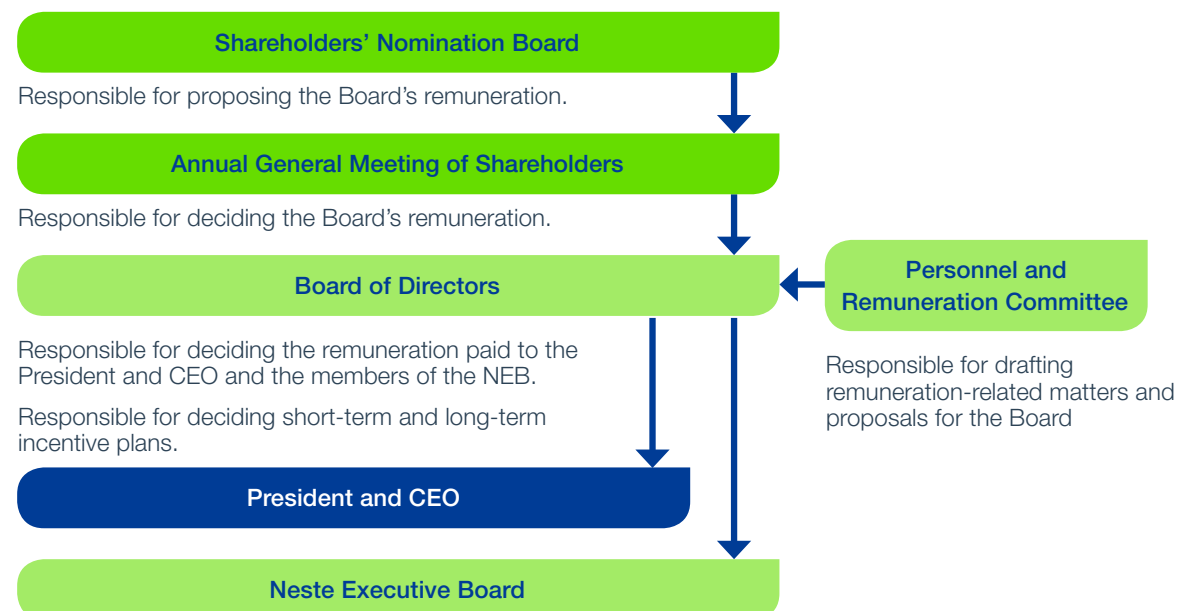 Shareholders’ Nomination Board
Responsible for proposing the Board’s remuneration.
Annual General Meeting of Shareholders
Responsible for deciding the Board’s remuneration.
Board of Directors
Personnel and
Remuneration Committee
Responsible for deciding the remuneration paid to the
President and CEO and the members of the NEB.
Responsible for deciding short-term and long-term
incentive plans.
Responsible for drafting
remuneration-related matters and
proposals for the Board
President and CEO
Neste Executive Board